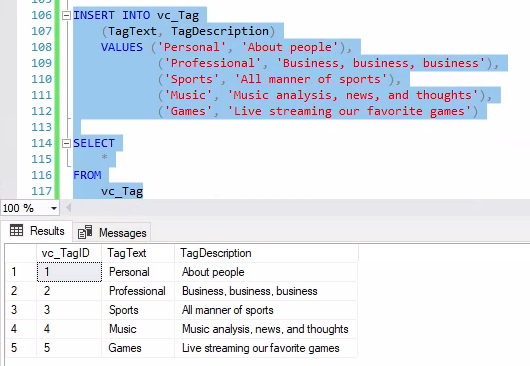 105
106 INSERT INTO vc_Tag
107 (TagText, TagDescription)
108 VALUES ('Personal', 'About people'),
109 ('Professional', 'Business, business, business'),
110 ('Sports', 'All manner of sports'),
111 ('Music', 'Music analysis, news, and thoughts'),
112 ('Games', 'Live streaming our favorite games')
113
114 SELECT
115 *
116 FROM
117 vc_Tag
100 %
Results Messages
vc_TagID TagText TagDescription
1 1 Personal About people
2 2 Professional Business, business, business
3 3 Sports All manner of sports
4 4 Music Music analysis, news, and thoughts
5 5 Games Live streaming our favorite games